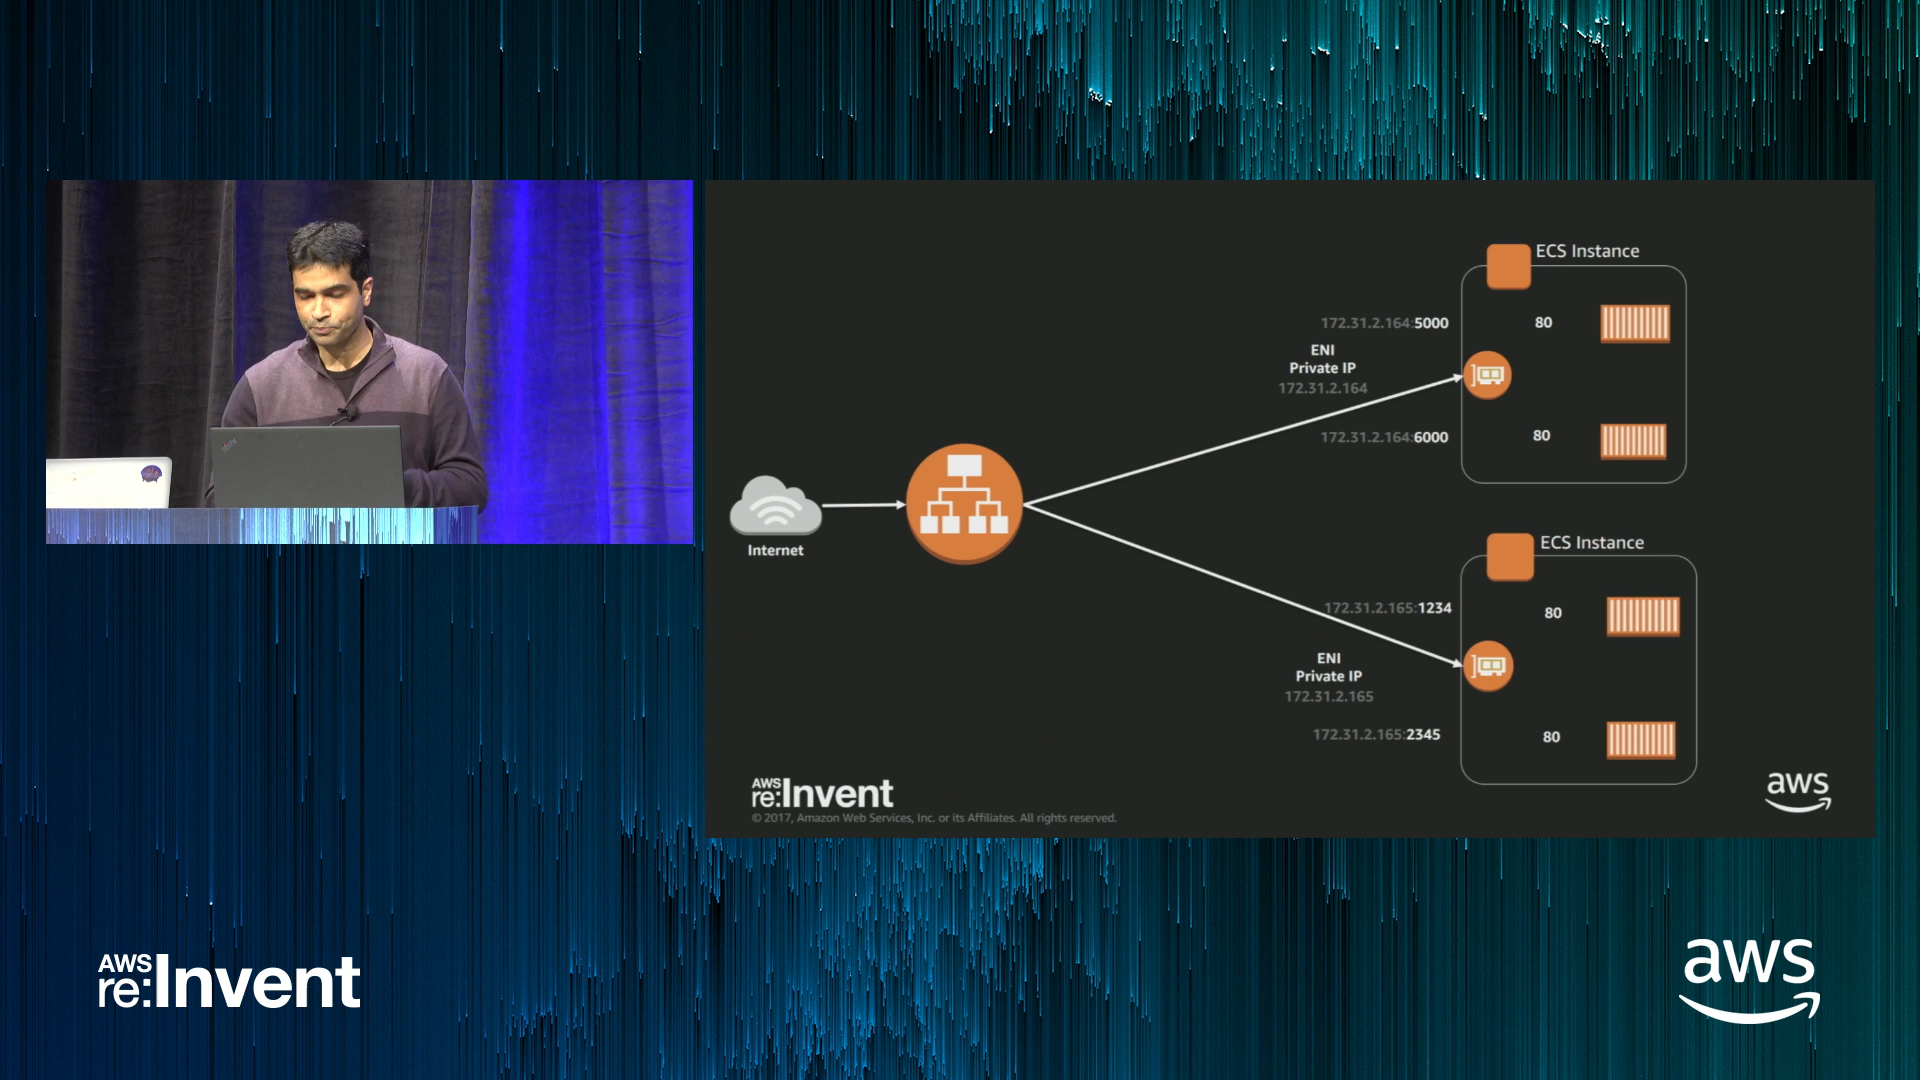 ECS Instance
172.31.2.164:5000
80
ENI
Private IP
172.31.2.164
172.31.2.164:6000
80
Internet
ECS Instance
172.31.2.165:1234
80
ENI
Private IP
172.31.2.165
172.31.2.165:2345
80
AWS
re:Invent
© 2017, Amazon Web Services, Inc. or its Affiliates. All rights reserved.
aws
AWS
re:Invent
aws